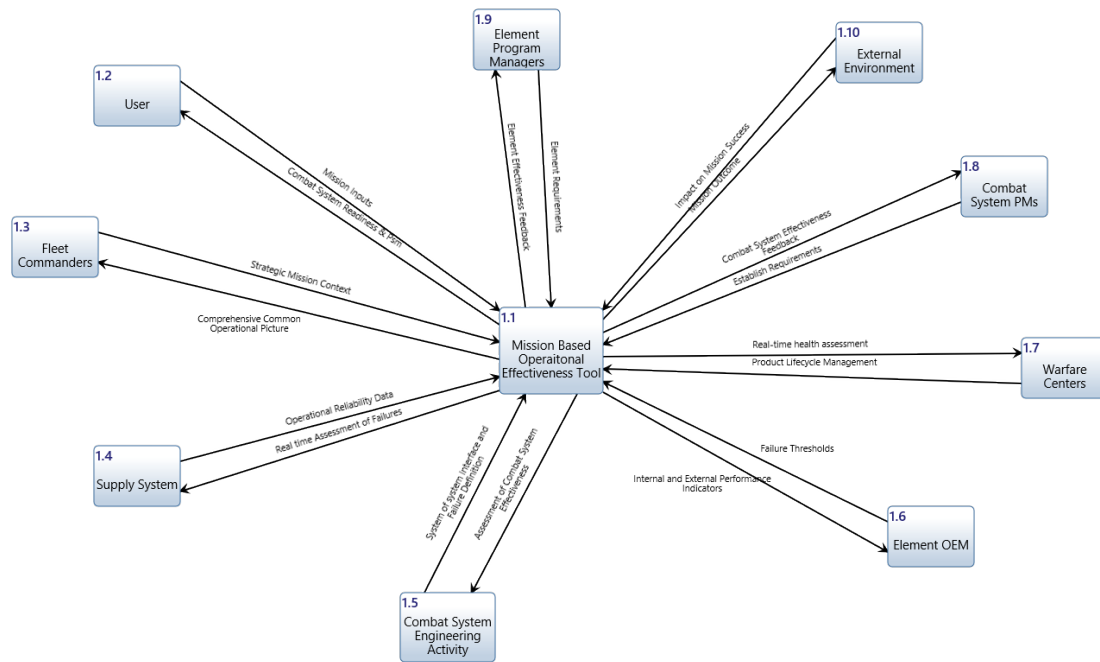 1.9
Element
Program
Managers
1.10
External
Environment
1.2
User
Element Effectiveness Feedback
Element Requirements
Impact on Mission Success
Mission Outcome
1.8
Combat
System PMs
Mission Inputs
Combat System Readiness & Psm
1.3
Fleet
Commanders
Strategic Mission Context
Comprehensive Common
Operational Picture
Combat System Effectiveness
Feedback
Establish Requirements
1.1
Mission Based
Operaitonal
Effectiveness Tool
Real-time health assessment
Product Lifecycle Management
1.7
Warfare
Centers
Operational Reliability Data
Real time Assessment of Failures
1.4
Supply System
System of system interface and
Failure Definition
Assessment of Combat System
Effectiveness
Failure Thresholds
Internal and External Performance
Indicators
1.6
Element OEM
1.5
Combat System
Engineering
Activity